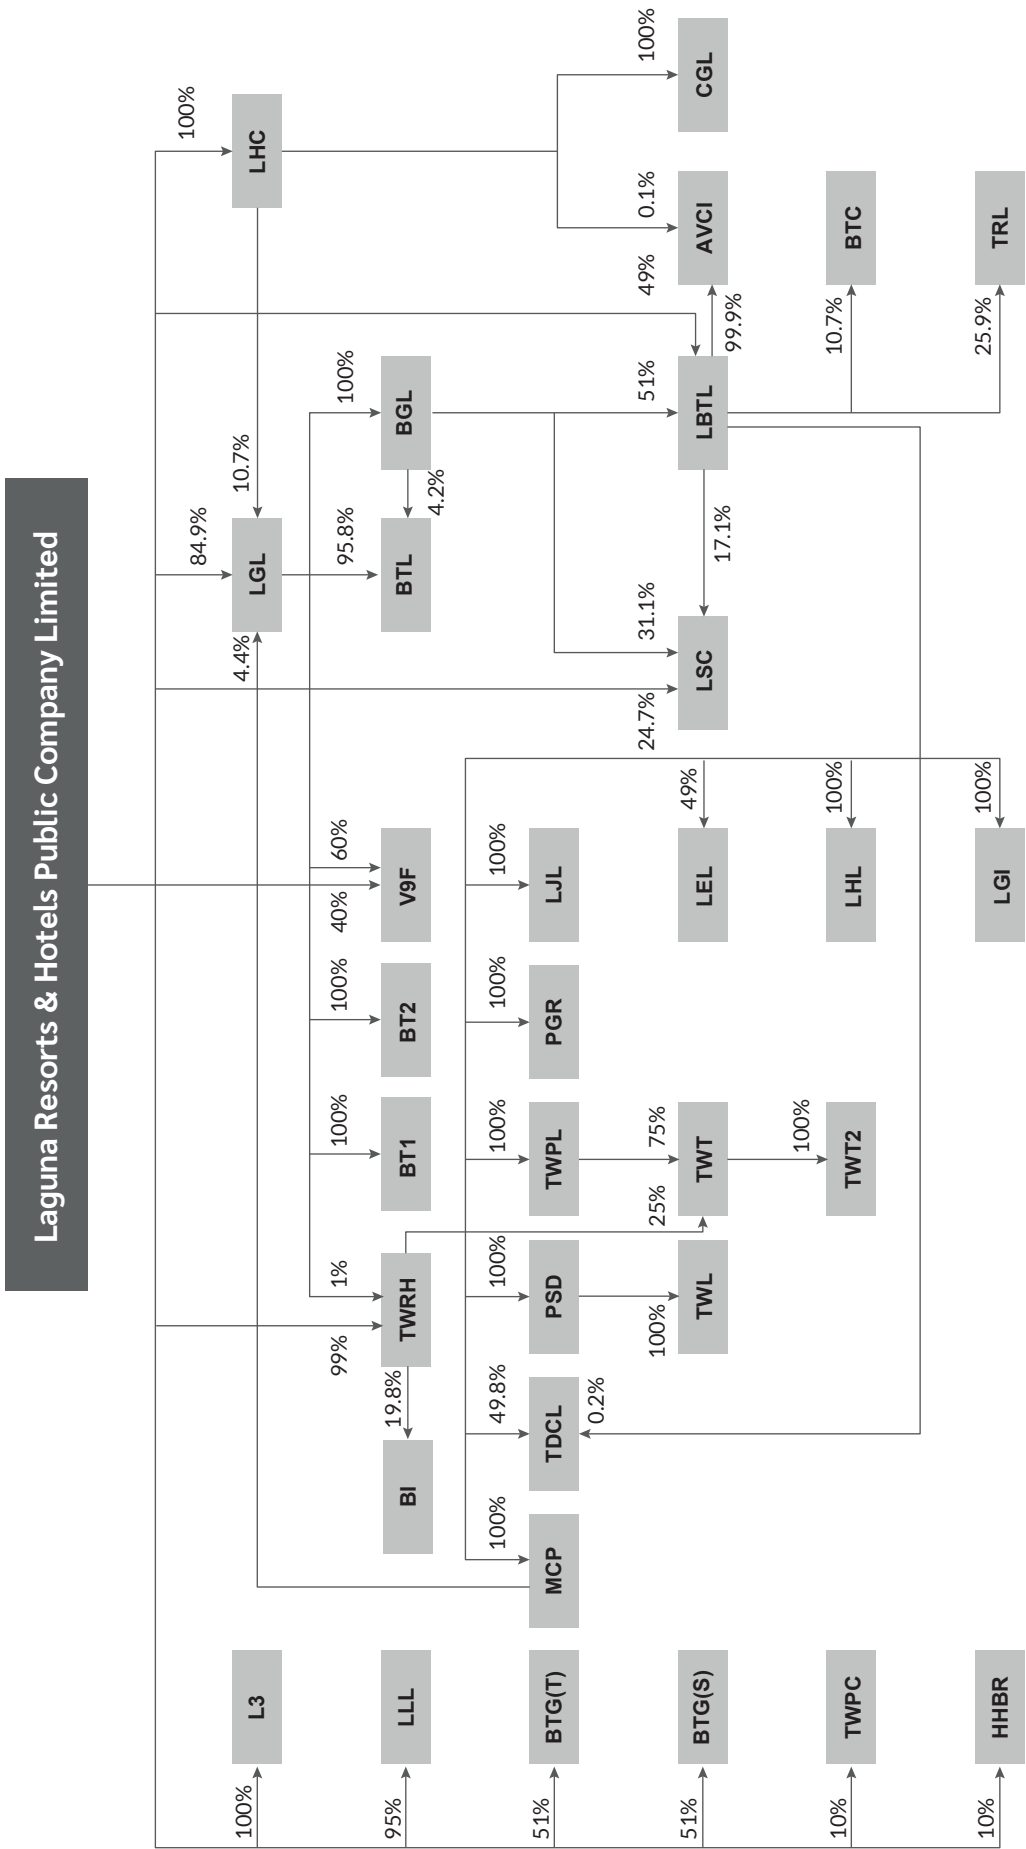 Laguna Resorts & Hotels Public Company Limited
100%
L3
95%
LLL
51%
BTG(T)
51%
BTG(S)
10%
TWPC
10%
HHBR
84.9%
4.4%
10.7%
LGL
100%
LHC
99%
1%
TWRH
19.8%
BI
100%
BT1
100%
BT2
40%
60%
V9F
95.8%
BTL
4.2%
100%
BGL
100%
MCP
49.8%
TDCL
0.2%
100%
PSD
100%
TWPL
100%
PGR
100%
LJL
100%
TWL
25%
75%
TWT
100%
TWT2
49%
LEL
100%
LHL
100%
LGI
24.7%
31.1%
LSC
17.1%
51%
49%
LBTL
99.9%
0.1%
AVCI
100%
CGL
10.7%
BTC
25.9%
TRL